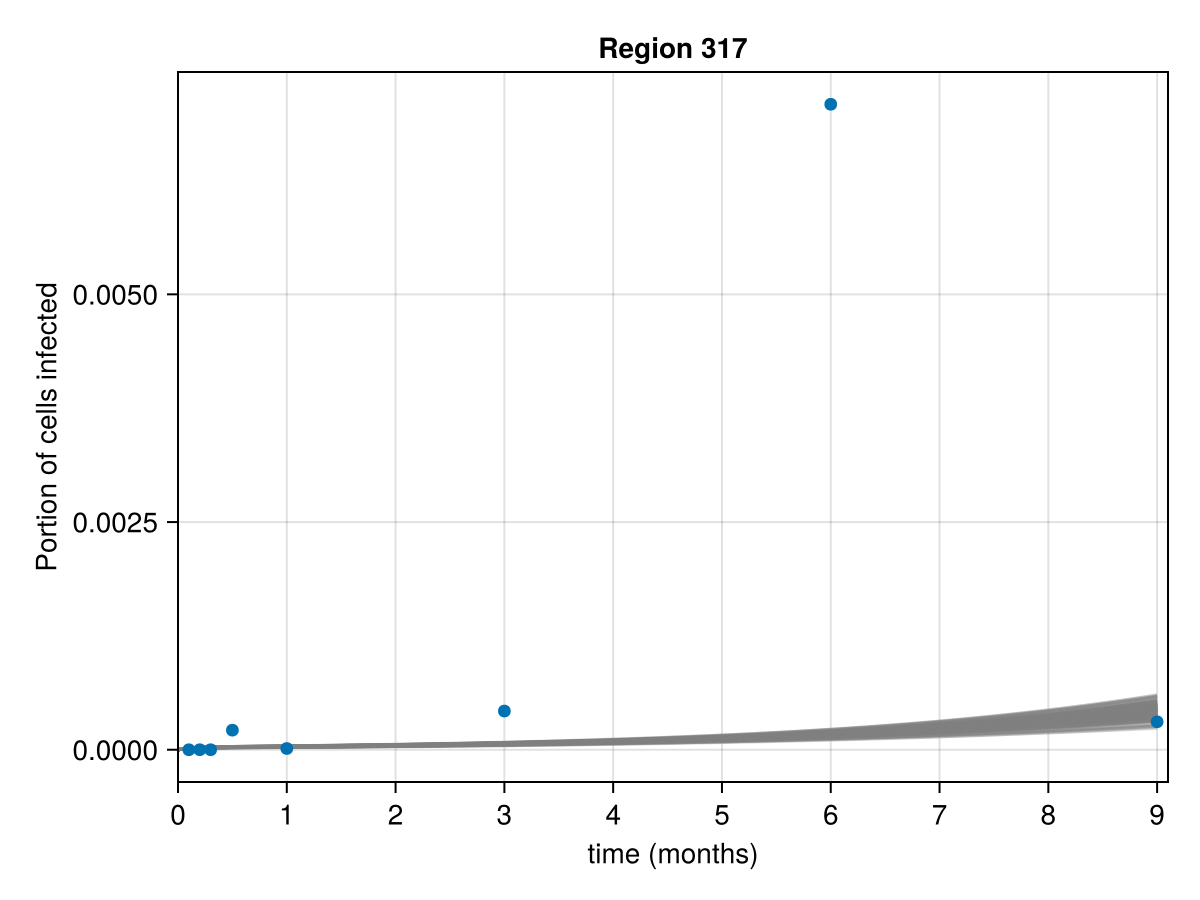 Region 317
Portion of cells infected
0.0050
0.0025
0.0000
0 1 2 3 4 5 6 7 8 9
time (months)